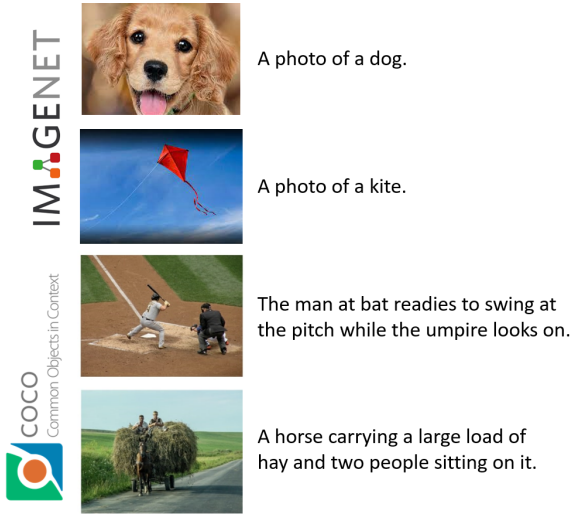 IMAGENET
A photo of a dog.
A photo of a kite.
COCO
Common Objects in Context
The man at bat readies to swing at
the pitch while the umpire looks on.
A horse carrying a large load of
hay and two people sitting on it.